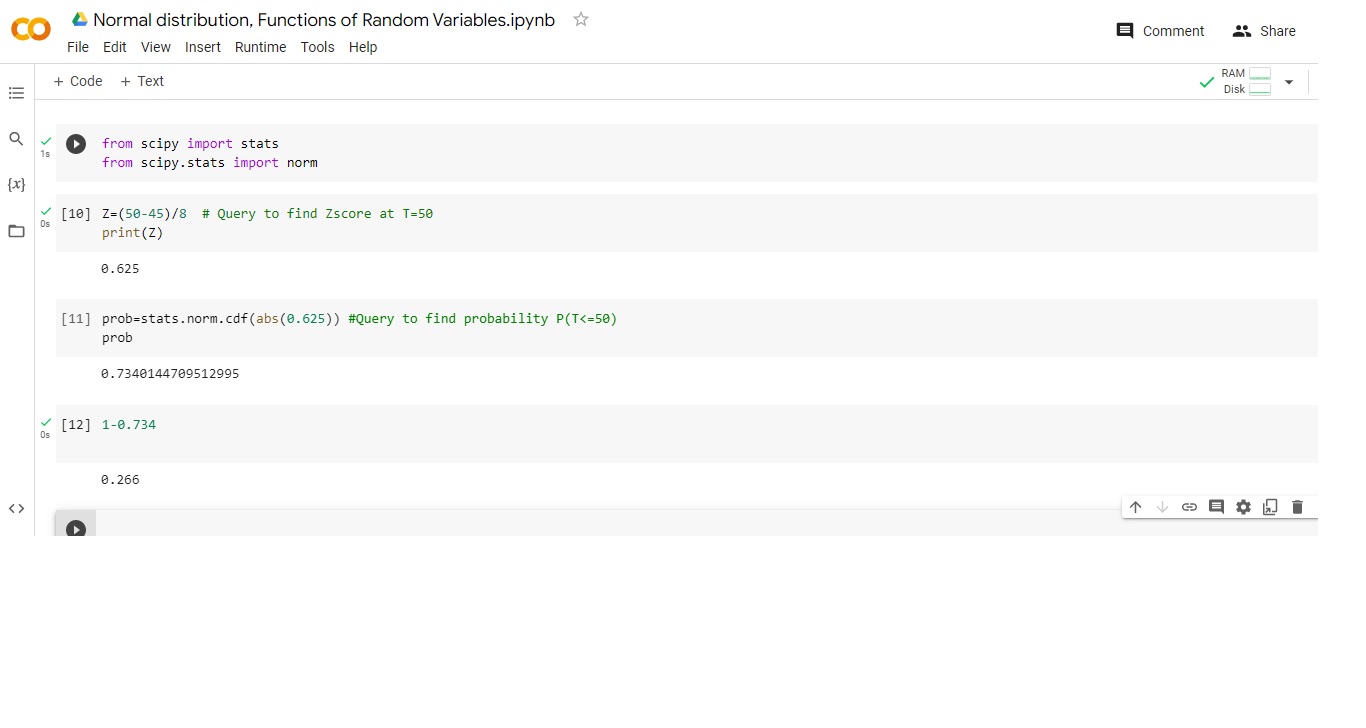 Normal distribution, Functions of Random Variables.ipynb
File Edit View Insert Runtime Tools Help
Comment Share
+ Code + Text
RAM
Disk
1s
from scipy import stats
from scipy.stats import norm
0s
[10] Z=(50-45)/8 # Query to find Zscore at T=50
print(Z)
0.625
[11] prob=stats.norm.cdf(abs(0.625)) #Query to find probability P(T<=50)
prob
0.7340144709512995
0s
[12] 1-0.734
0.266
{x}